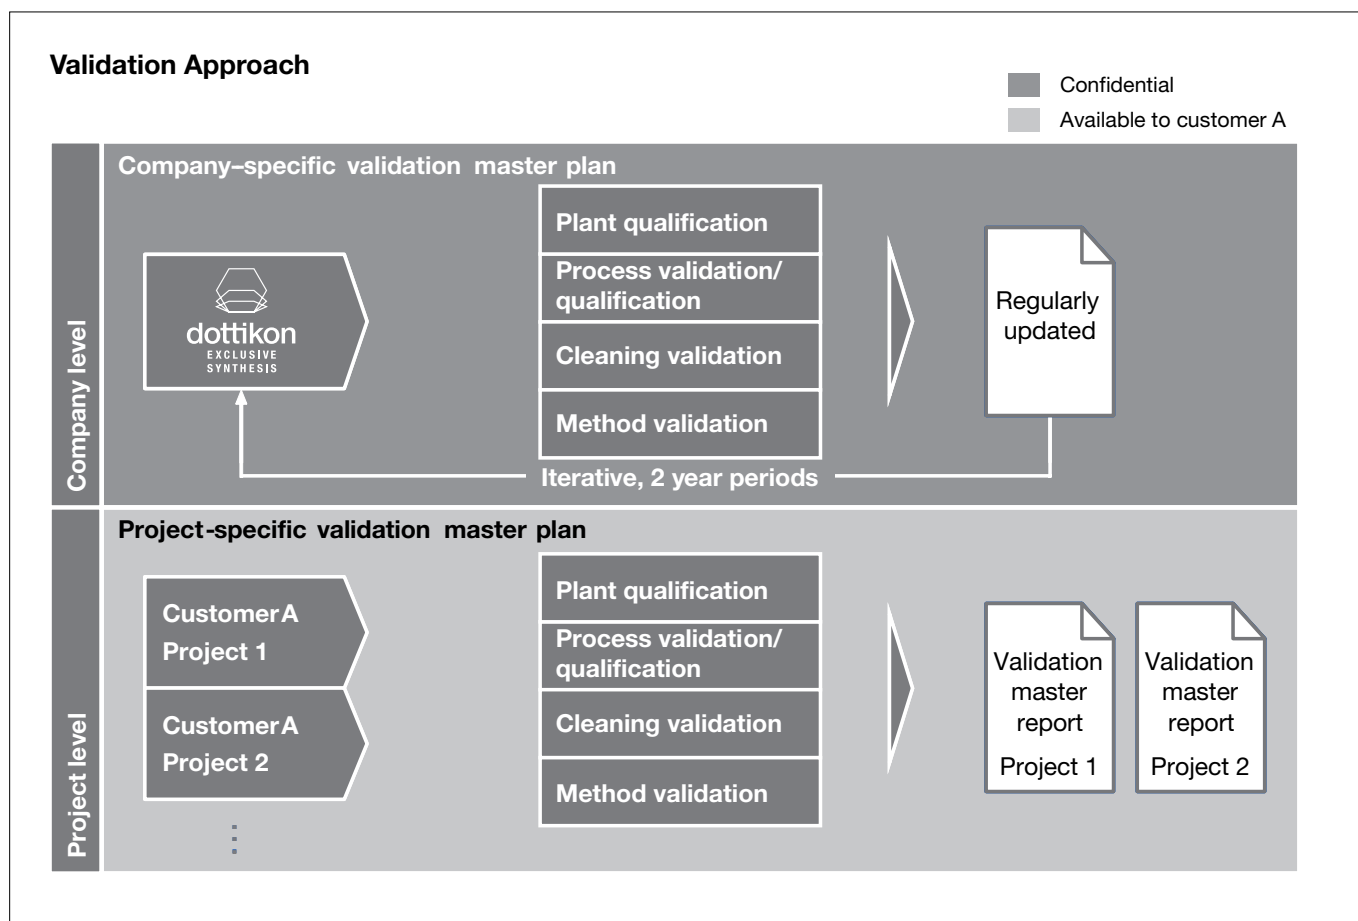 Validation Approach
Confidential
Available to customer A
Company level
Company–specific validation master plan
dottikon
EXCLUSIVE
SYNTHESIS
Plant qualification
Process validation/
qualification
Cleaning validation
Method validation
Regularly
updated
Iterative, 2 year periods
Project level
Project-specific validation master plan
Customer A
Project 1
Customer A
Project 2
Plant qualification
Process validation/
qualification
Cleaning validation
Method validation
Validation
master
report
Project 1
Validation
master
report
Project 2